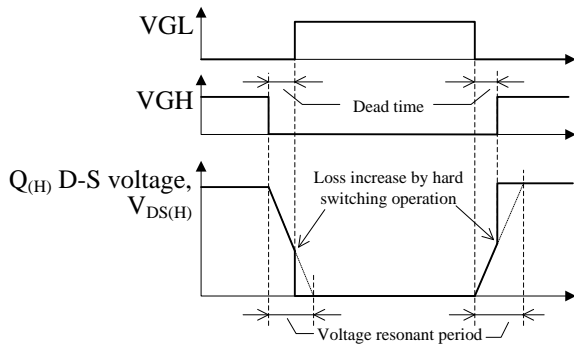 VGL
VGH
Dead time
Q(H) D-S voltage,
VDS(H)
Loss increase by hard
switching operation
Voltage resonant period